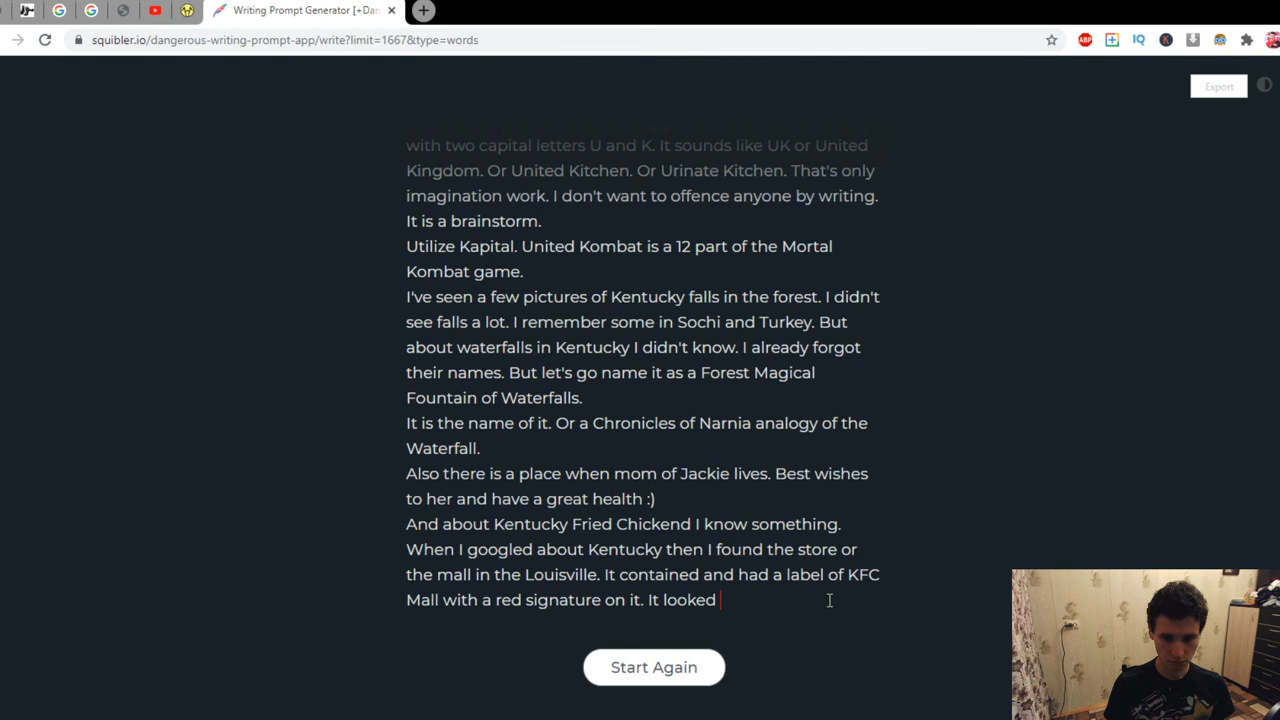 Writing Prompt Generator [+Dan
squibler.io/dangerous-writing-prompt-app/write?limit=1667&type=words
ABP
IQ
K
Export
with two capital letters U and K. It sounds like UK or United
Kingdom. Or United Kitchen. Or Urinate Kitchen. That's only
imagination work. I don't want to offence anyone by writing.
It is a brainstorm.
Utilize Kapital. United Kombat is a 12 part of the Mortal
Kombat game.
I've seen a few pictures of Kentucky falls in the forest. I didn't
see falls a lot. I remember some in Sochi and Turkey. But
about waterfalls in Kentucky I didn't know. I already forgot
their names. But let's go name it as a Forest Magical
Fountain of Waterfalls.
It is the name of it. Or a Chronicles of Narnia analogy of the
Waterfall.
Also there is a place when mom of Jackie lives. Best wishes
to her and have a great health :)
And about Kentucky Fried Chickend I know something.
When I googled about Kentucky then I found the store or
the mall in the Louisville. It contained and had a label of KFC
Mall with a red signature on it. It looked
Start Again